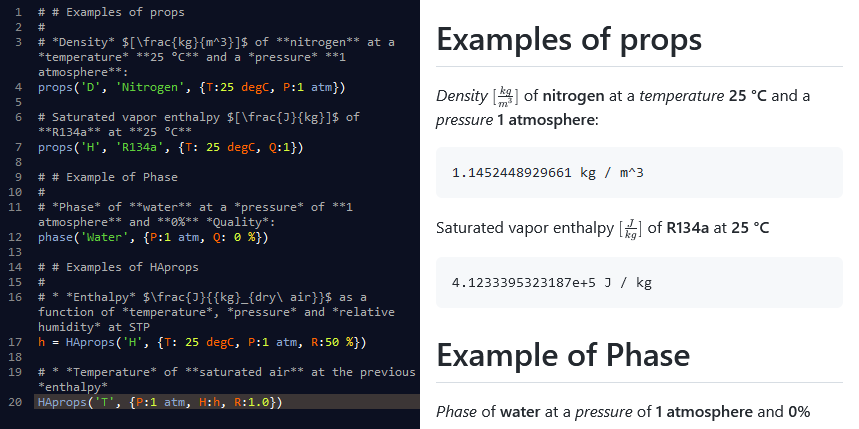 1 # # Examples of props
2 #
3 # *Density* $[\frac{kg}{m^3}]$ of **nitrogen** at a
*temperature* **25 °C** and a *pressure* **1
atmosphere**:
4 props('D', 'Nitrogen', {T:25 degC, P:1 atm})
5
6 # Saturated vapor enthalpy $[\frac{J}{kg}]$ of
**R134a** at **25 °C**
7 props('H', 'R134a', {T: 25 degC, Q:1})
8
9 # # Example of Phase
10 #
11 # *Phase* of **water** at a *pressure* of **1
atmosphere** and **0%** *Quality*:
12 phase('Water', {P:1 atm, Q: 0 %})
13
14 # # Examples of HAprops
15 #
16 # * *Enthalpy* $\frac{J}{{kg}_{dry\ air}}$ as a
function of *temperature*, *pressure* and *relative
humidity* at STP
17 h = HAprops('H', {T: 25 degC, P:1 atm, R:50 %})
18
19 # * *Temperature* of **saturated air** at the previous
*enthalpy*
20 HAprops('T', {P:1 atm, H:h, R:1.0})
Examples of props
Density [kg/m³] of nitrogen at a temperature 25 °C and a
pressure 1 atmosphere:
1.1452448929661 kg / m^3
Saturated vapor enthalpy [J/kg] of R134a at 25 °C
4.1233395323187e+5 J / kg
Example of Phase
Phase of water at a pressure of 1 atmosphere and 0%